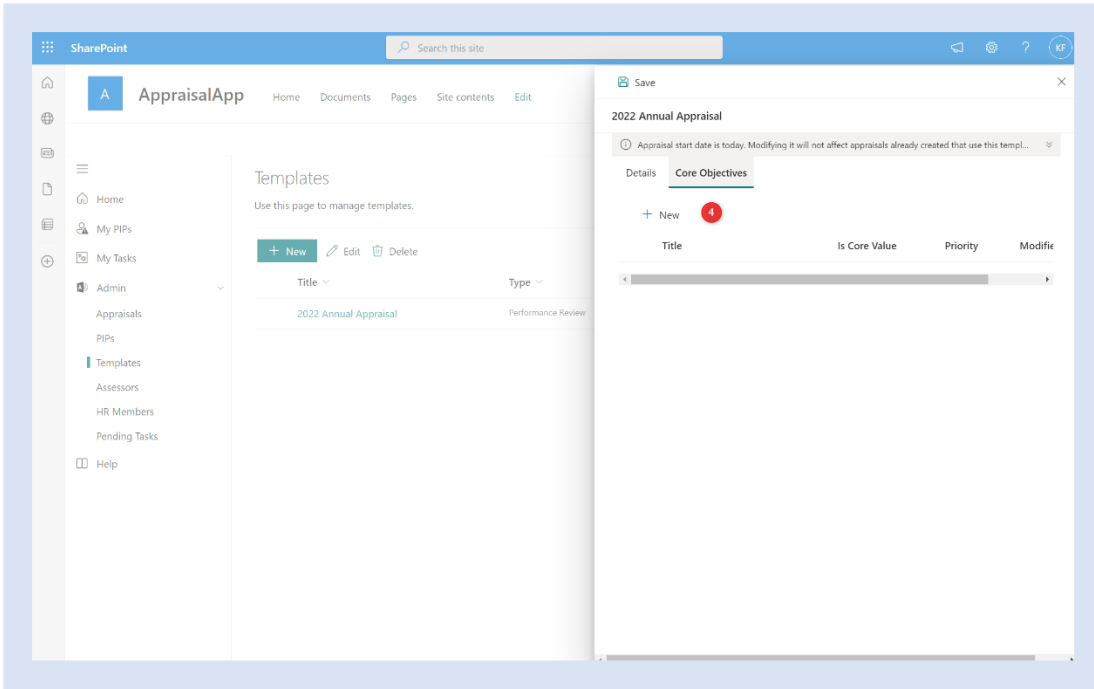 SharePoint
Search this site
KF
A
AppraisalApp
Home Documents Pages Site contents Edit
Home
My PIPs
My Tasks
Admin
Appraisals
PIPs
Templates
Assessors
HR Members
Pending Tasks
Help
Templates
Use this page to manage templates.
+ New Edit Delete
Title Type
2022 Annual Appraisal Performance Review
Save
2022 Annual Appraisal
Appraisal start date is today. Modifying it will not affect appraisals already created that use this templ...
Details Core Objectives
+ New 4
Title Is Core Value Priority Modifie